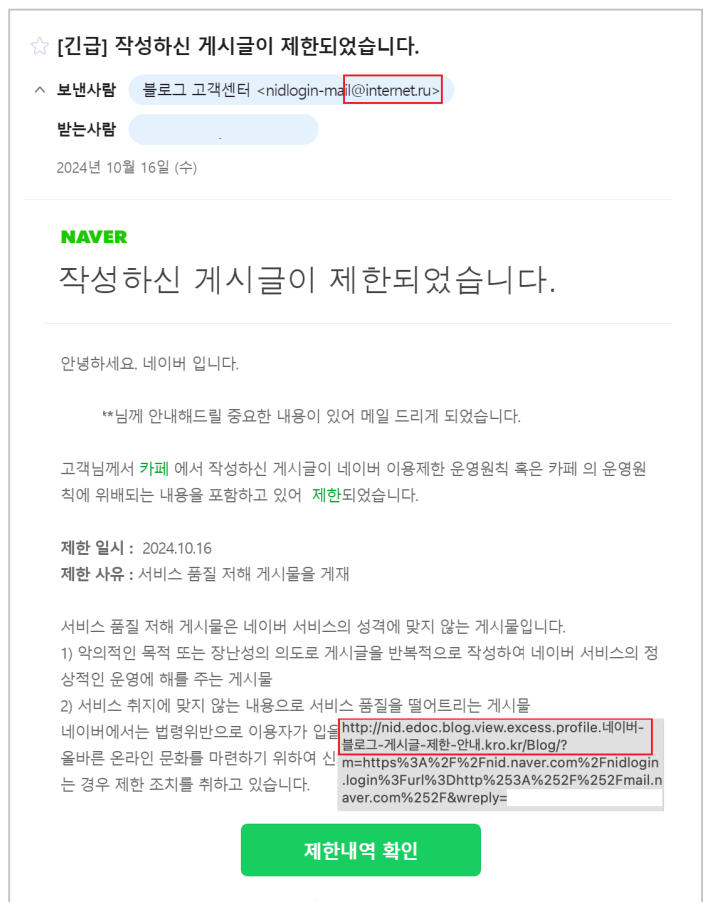 [긴급] 작성하신 게시글이 제한되었습니다.
보낸사람 블로그 고객센터 <nidlogin-mail@internet.ru>
받는사람
2024년 10월 16일 (수)
NAVER
작성하신 게시글이 제한되었습니다.
안녕하세요. 네이버 입니다.
**님께 안내해드릴 중요한 내용이 있어 메일 드리게 되었습니다.
고객님께서 카페 에서 작성하신 게시글이 네이버 이용제한 운영원칙 혹은 카페 의 운영원
칙에 위배되는 내용을 포함하고 있어 제한되었습니다.
제한 일시 : 2024.10.16
제한 사유 : 서비스 품질 저해 게시물을 게재
서비스 품질 저해 게시물은 네이버 서비스의 성격에 맞지 않는 게시물입니다.
1) 악의적인 목적 또는 장난성의 의도로 게시글을 반복적으로 작성하여 네이버 서비스의 정
상적인 운영에 해를 주는 게시물
2) 서비스 취지에 맞지 않는 내용으로 서비스 품질을 떨어트리는 게시물
네이버에서는 법령위반으로 이용자가 입을
올바른 온라인 문화를 마련하기 위하여 신
는 경우 제한 조치를 취하고 있습니다.
http://nid.edoc.blog.view.excess.profile.네이버-
블로그-게시글-제한-안내.kro.kr/Blog/?
m=https%3A%2F%2Fnid.naver.com%2Fnidlogin
.login%3Furl%3Dhttp%253A%252F%252Fmail.n
aver.com%252F&wreply=
제한내역 확인